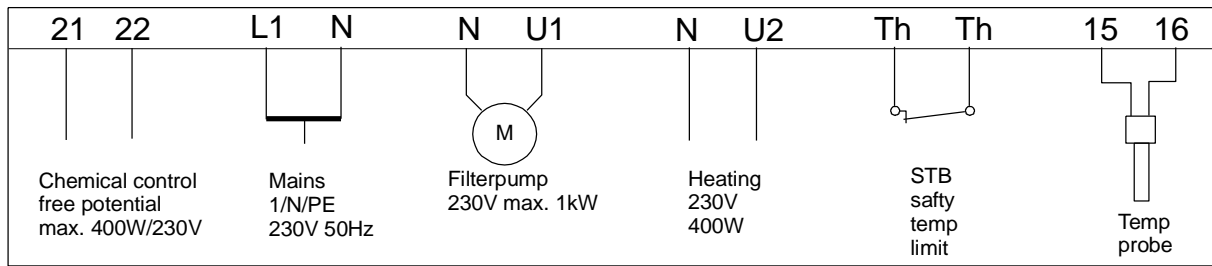 21 22 L1 N N U1 N U2 Th Th 15 16
M
Chemical control
free potential
max. 400W/230V
Mains
1/N/PE
230V 50Hz
Filterpump
230V max. 1kW
Heating
230V
400W
STB
safty
temp
limit
Temp
probe